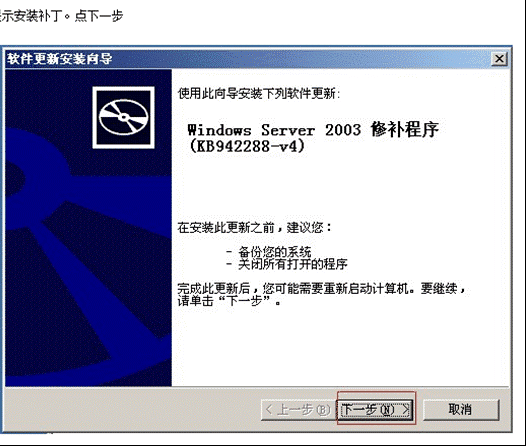 示安装补丁。点下一步
软件更新安装向导
使用此向导安装下列软件更新:
Windows Server 2003 修补程序
(KB942288-v4)
在安装此更新之前,建议您:
- 备份您的系统
- 关闭所有打开的程序
完成此更新后,您可能需要重新启动计算机。要继续,
请单击“下一步”。
< 上一步(B)
下一步(N) >
取消